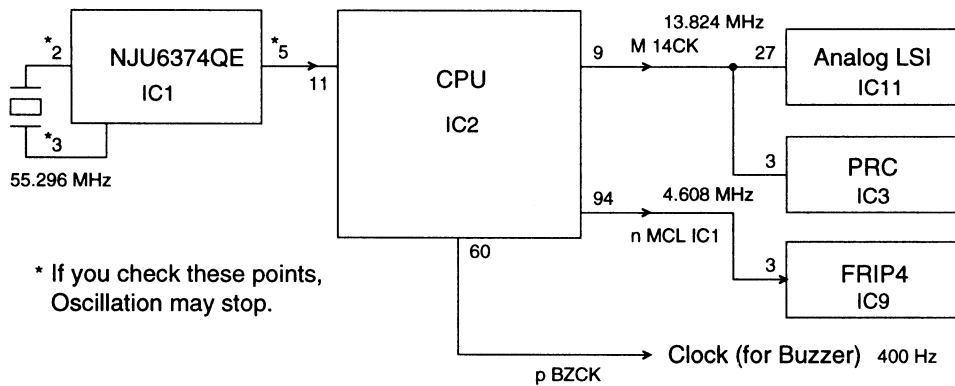 13.824 MHz
*2
NJU6374QE
IC1
*5
11
CPU
IC2
9
M 14CK
27
Analog LSI
IC11
*3
55.296 MHz
3
PRC
IC3
94
4.608 MHz
n MCL IC1
60
3
FRIP4
IC9
* If you check these points,
Oscillation may stop.
p BZCK
Clock (for Buzzer) 400 Hz